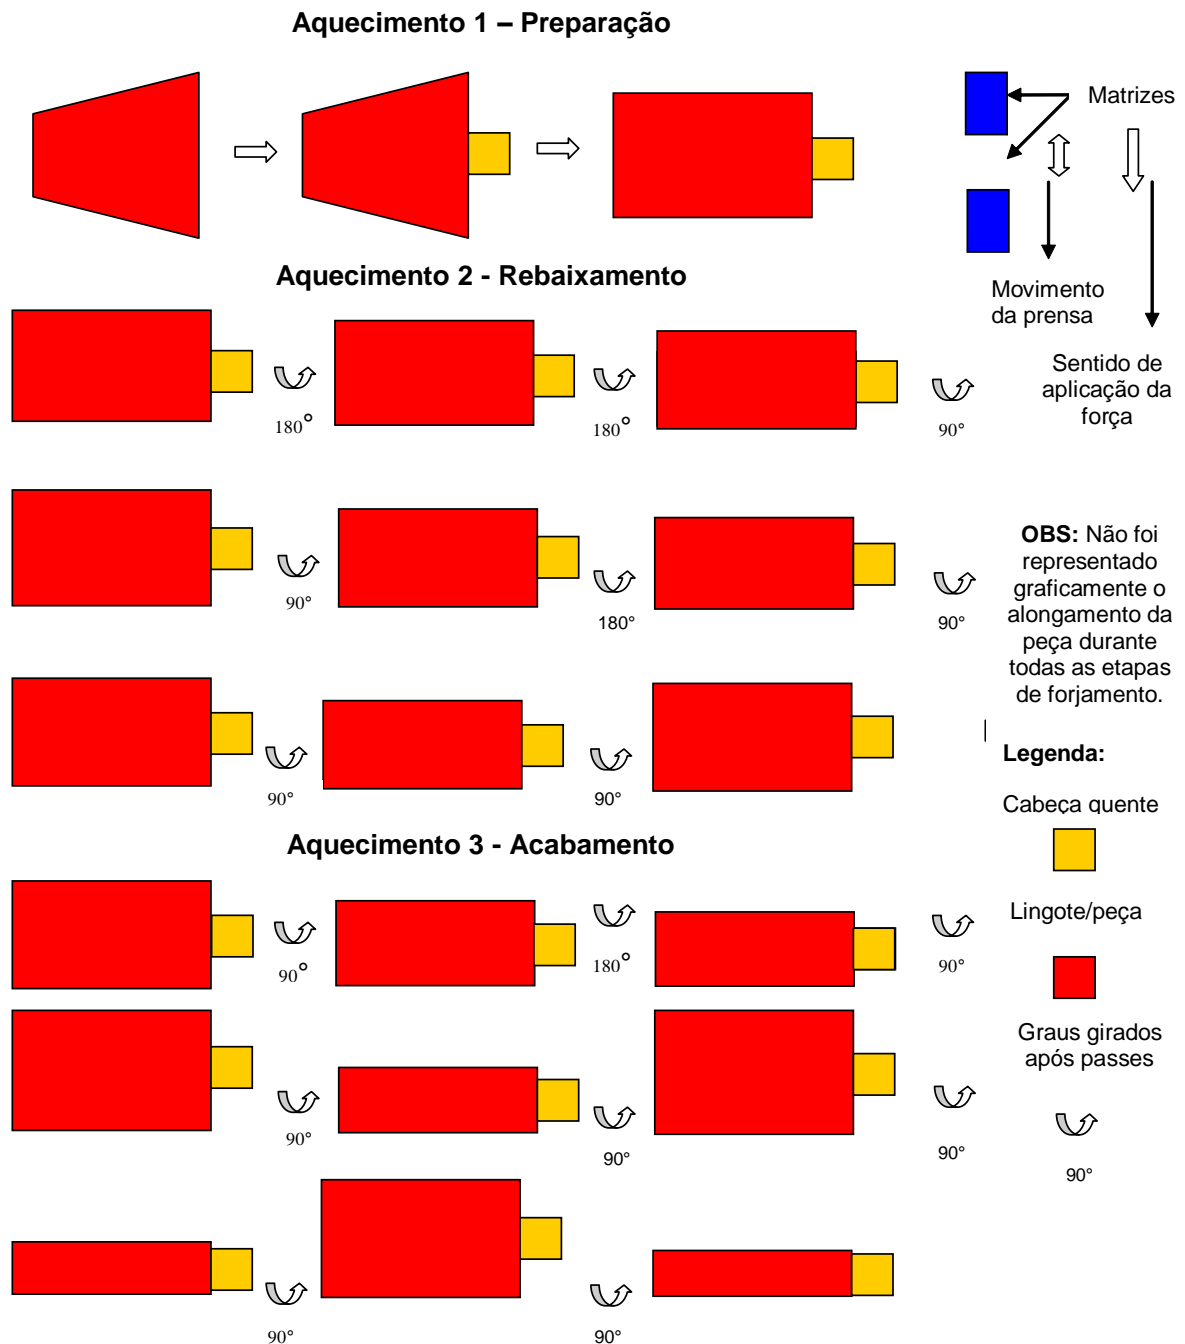 Aquecimento 1 – Preparação
Matrizes
Movimento
da prensa
Sentido de
aplicação da
força
Aquecimento 2 - Rebaixamento
180°
180°
90°
90°
180°
90°
90°
90°
OBS: Não foi
representado
graficamente o
alongamento da
peça durante
todas as etapas
de forjamento.
Legenda:
Cabeça quente
Lingote/peça
Graus girados
após passes
90°
Aquecimento 3 - Acabamento
90°
180°
90°
90°
90°
90°
90°
90°